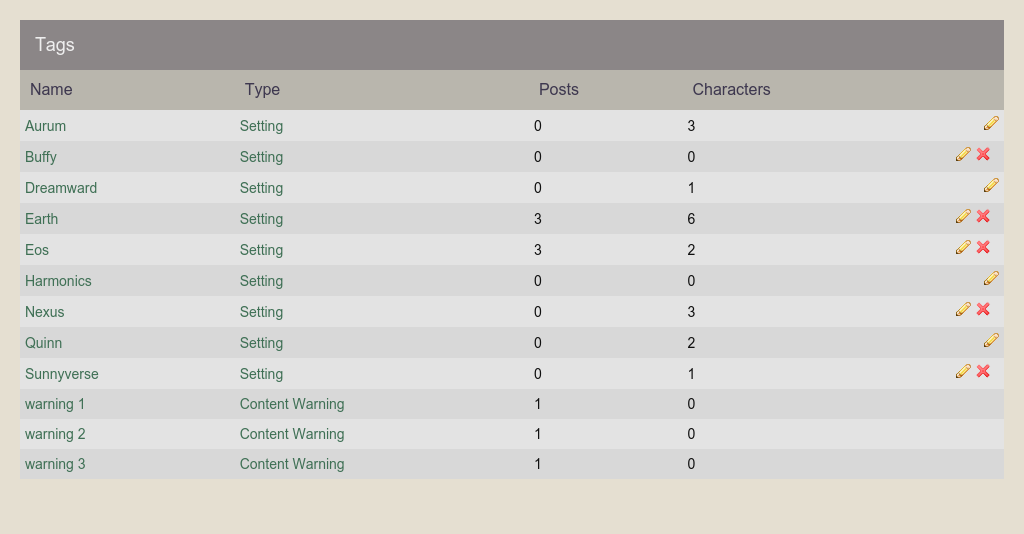 Tags
Name Type Posts Characters
Aurum Setting 0 3
Buffy Setting 0 0
Dreamward Setting 0 1
Earth Setting 3 6
Eos Setting 3 2
Harmonics Setting 0 0
Nexus Setting 0 3
Quinn Setting 0 2
Sunnyverse Setting 0 1
warning 1 Content Warning 1 0
warning 2 Content Warning 1 0
warning 3 Content Warning 1 0